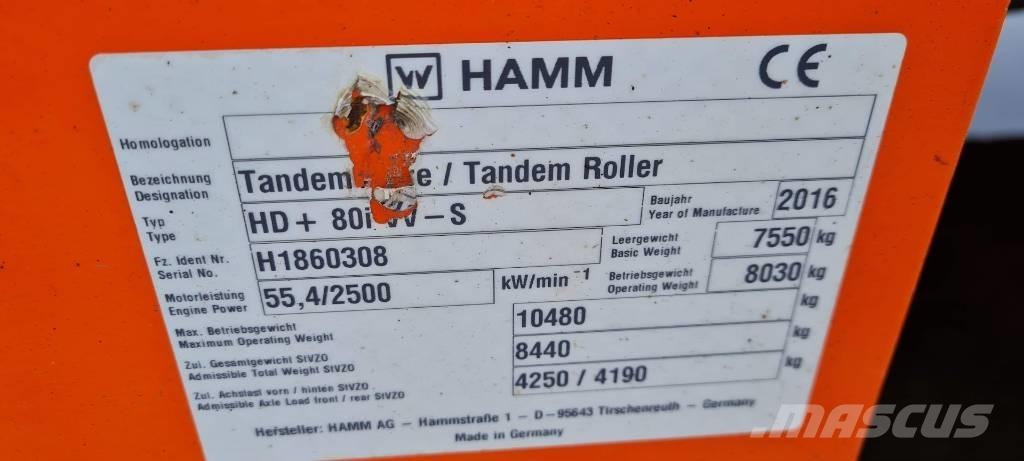 W HAMM CE
Homologation
Bezeichnung
Designation
Tandem e / Tandem Roller
Typ
Type
HD+ 80i VV-S
Baujahr
Year of Manufacture
2016
Fz. Ident Nr.
Serial No.
H1860308
Leergewicht
Basic Weight
7550 kg
Motorleistung
Engine Power
55,4/2500 kW/min -1
Betriebsgewicht
Operating Weight
8030 kg
Max. Betriebsgewicht
Maximum Operating Weight
10480 kg
Zul. Gesamtgewicht StVZO
Admissible Total Weight StVZO
8440 kg
Zul. Achslast vorn / hinten StVZO
Admissible Axle Load front / rear StVZO
4250 / 4190 kg
Hersteller: HAMM AG - Hammstraße 1 - D-95643 Tirschenreuth - Germany
Made in Germany
MASCUS